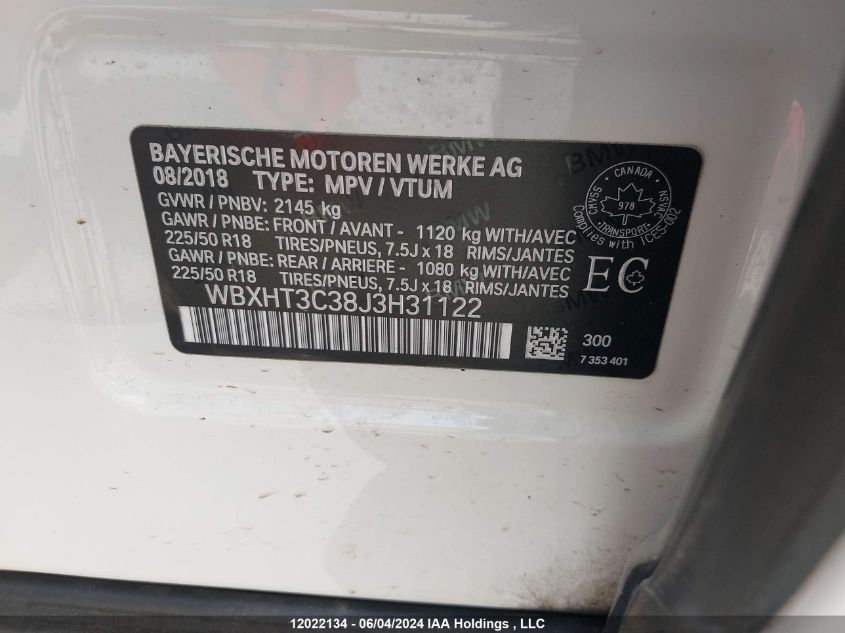 BAYERISCHE MOTOREN WERKE AG
08/2018 TYPE: MPV / VTUM
GVWR / PNBV: 2145 kg
GAWR / PNBE: FRONT / AVANT - 1120 kg WITH/AVEC
225/50 R18 TIRES/PNEUS, 7.5J x 18 RIMS/JANTES
GAWR / PNBE: REAR / ARRIERE - 1080 kg WITH/AVEC
225/50 R18 TIRES/PNEUS, 7.5J x 18 RIMS/JANTES
WBXHT3C38J3H31122
CANADA
CMVSS
NSVAC
978
TRANSPORT
Complies with ICES-002
EC
300
7 353 401
BMW
BMW
12022134 - 06/04/2024 IAA Holdings, LLC